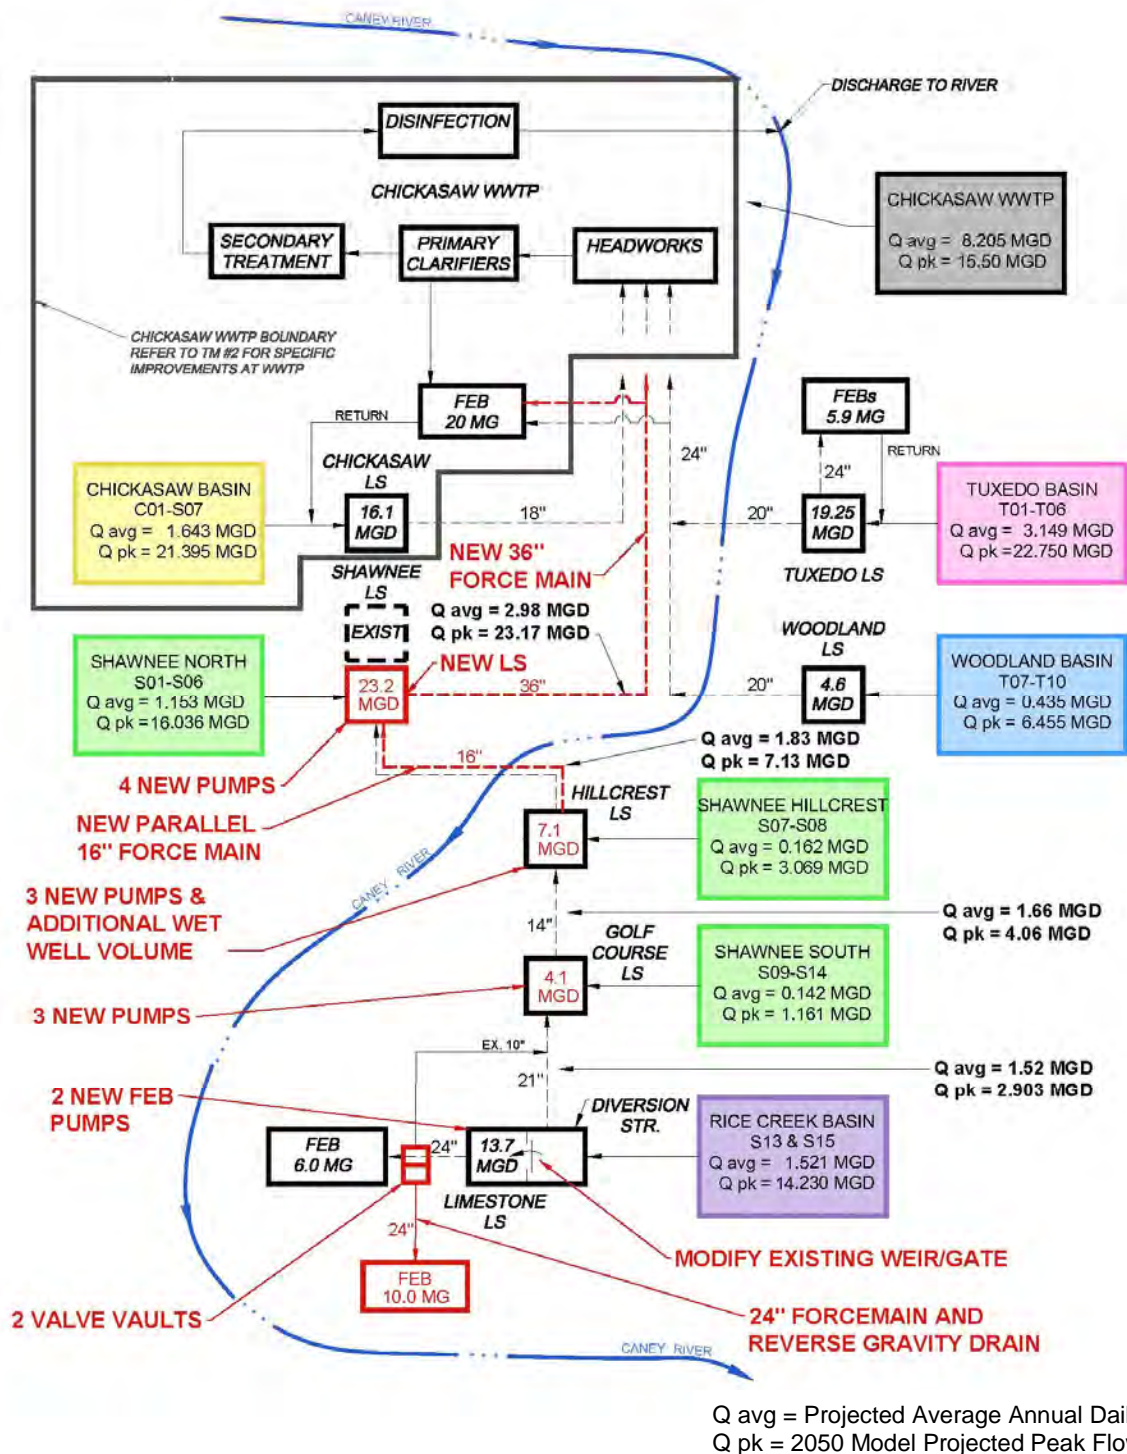 CANEY RIVER
DISCHARGE TO RIVER
DISINFECTION
CHICKASAW WWTP
SECONDARY
TREATMENT
PRIMARY
CLARIFIERS
HEADWORKS
CHICKASAW WWTP
Q avg = 8.205 MGD
Q pk = 15.50 MGD
CHICKASAW WWTP BOUNDARY
REFER TO TM #2 FOR SPECIFIC
IMPROVEMENTS AT WWTP
FEB
20 MG
RETURN
FEBs
5.9 MG
RETURN
24"
24"
CHICKASAW
LS
CHICKASAW BASIN
C01-S07
Q avg = 1.643 MGD
Q pk = 21.395 MGD
16.1
MGD
18"
20"
19.25
MGD
TUXEDO LS
TUXEDO BASIN
T01-T06
Q avg = 3.149 MGD
Q pk =22.750 MGD
NEW 36"
FORCE MAIN
SHAWNEE
LS
EXIST
Q avg = 2.98 MGD
Q pk = 23.17 MGD
WOODLAND
LS
SHAWNEE NORTH
S01-S06
Q avg = 1.153 MGD
Q pk =16.036 MGD
NEW LS
23.2
MGD
36"
20"
4.6
MGD
WOODLAND BASIN
T07-T10
Q avg = 0.435 MGD
Q pk = 6.455 MGD
Q avg = 1.83 MGD
Q pk = 7.13 MGD
16"
4 NEW PUMPS
NEW PARALLEL
16" FORCE MAIN
HILLCREST
LS
7.1
MGD
SHAWNEE HILLCREST
S07-S08
Q avg = 0.162 MGD
Q pk = 3.069 MGD
CANEY RIVER
3 NEW PUMPS &
ADDITIONAL WET
WELL VOLUME
14"
Q avg = 1.66 MGD
Q pk = 4.06 MGD
GOLF
COURSE
LS
4.1
MGD
SHAWNEE SOUTH
S09-S14
Q avg = 0.142 MGD
Q pk = 1.161 MGD
3 NEW PUMPS
EX. 10"
21"
Q avg = 1.52 MGD
Q pk = 2.903 MGD
2 NEW FEB
PUMPS
DIVERSION
STR.
FEB
6.0 MG
24"
13.7
MGD
LIMESTONE
LS
RICE CREEK BASIN
S13 & S15
Q avg = 1.521 MGD
Q pk = 14.230 MGD
24"
FEB
10.0 MG
MODIFY EXISTING WEIR/GATE
2 VALVE VAULTS
24" FORCEMAIN AND
REVERSE GRAVITY DRAIN
CANEY RIVER
Q avg = Projected Average Annual Dail
Q pk = 2050 Model Projected Peak Flo